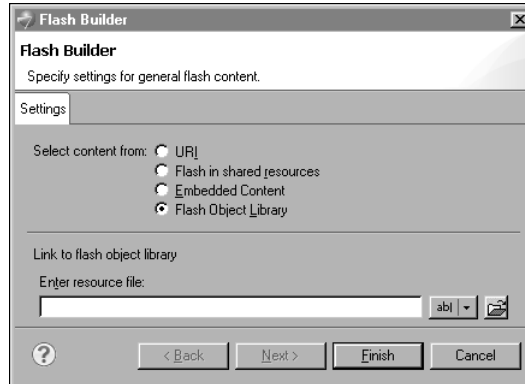 Flash Builder
Flash Builder
Specify settings for general flash content.
Settings
Select content from:
URI
Flash in shared resources
Embedded Content
Flash Object Library
Link to flash object library
Enter resource file:
ab|
?
< Back
Next >
Finish
Cancel